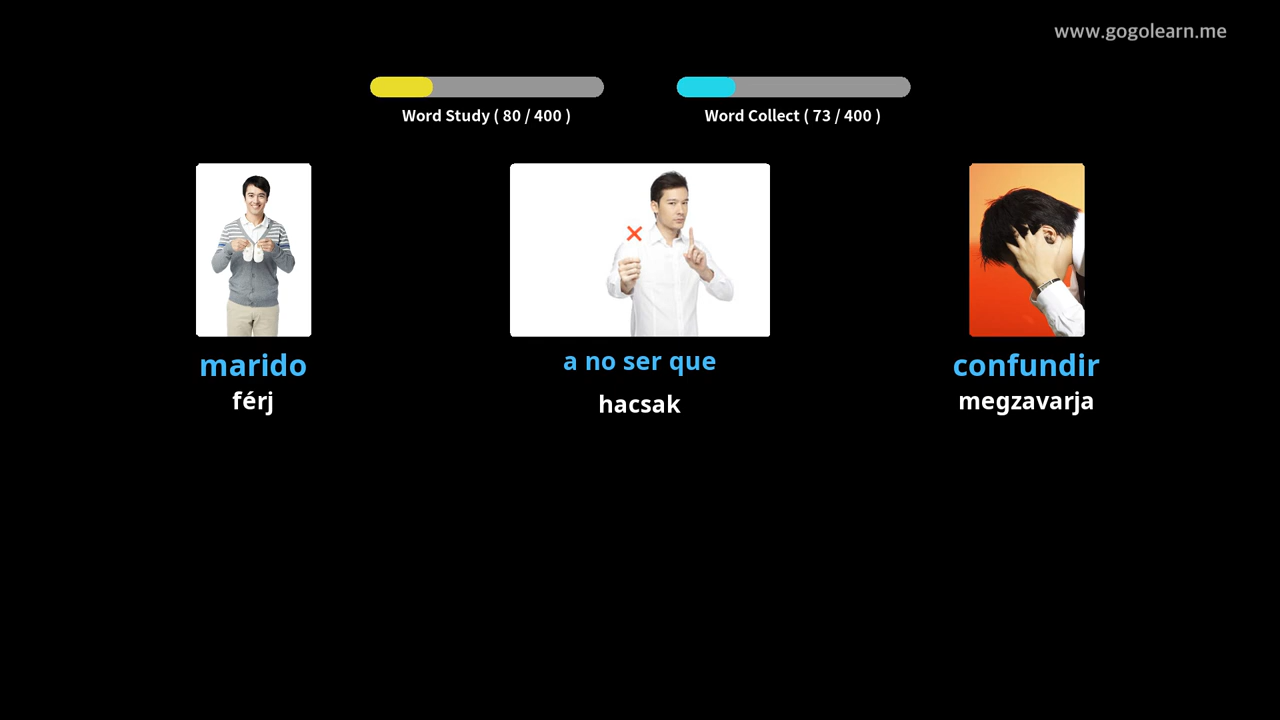 www.gogolearn.me
Word Study ( 80 / 400 )
Word Collect ( 73 / 400 )
marido
férj
a no ser que
hacsak
confundir
megzavarja